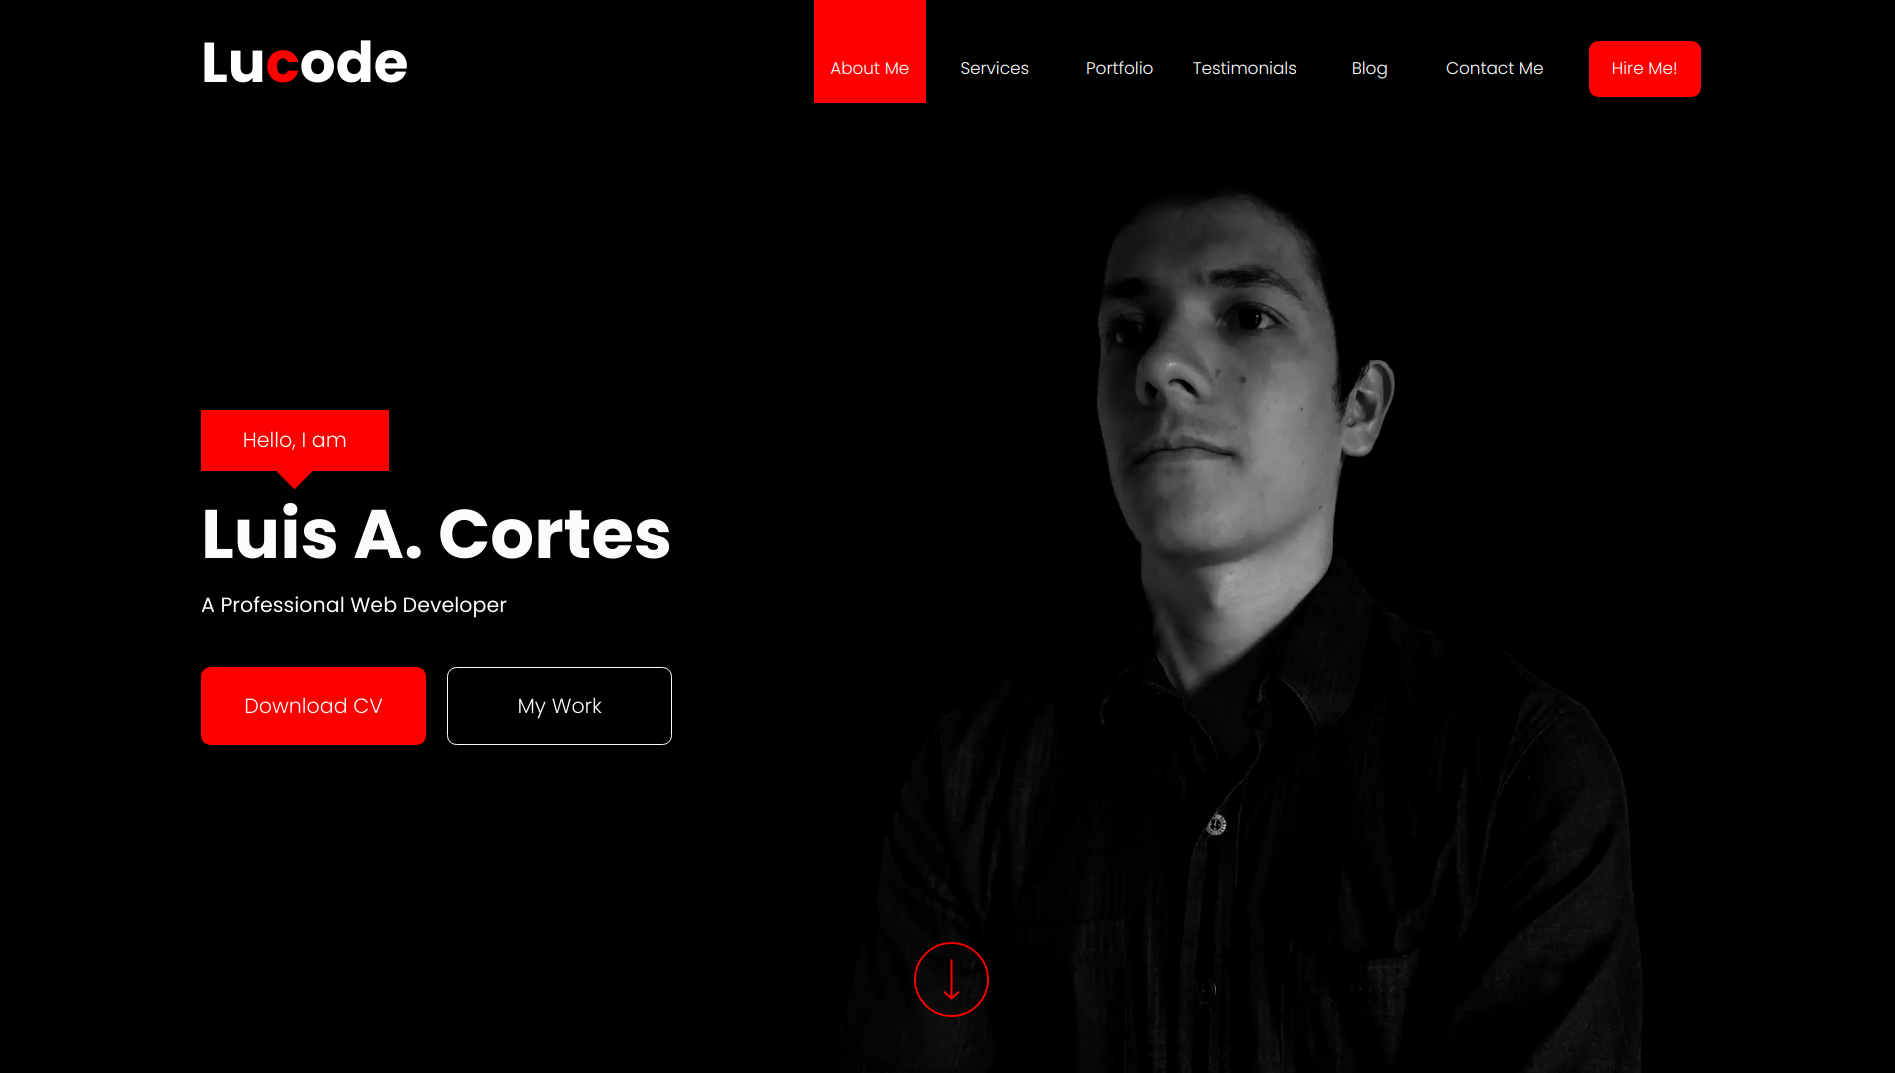 Lucode
About Me Services Portfolio Testimonials Blog Contact Me Hire Me!
Hello, I am
Luis A. Cortes
A Professional Web Developer
Download CV My Work